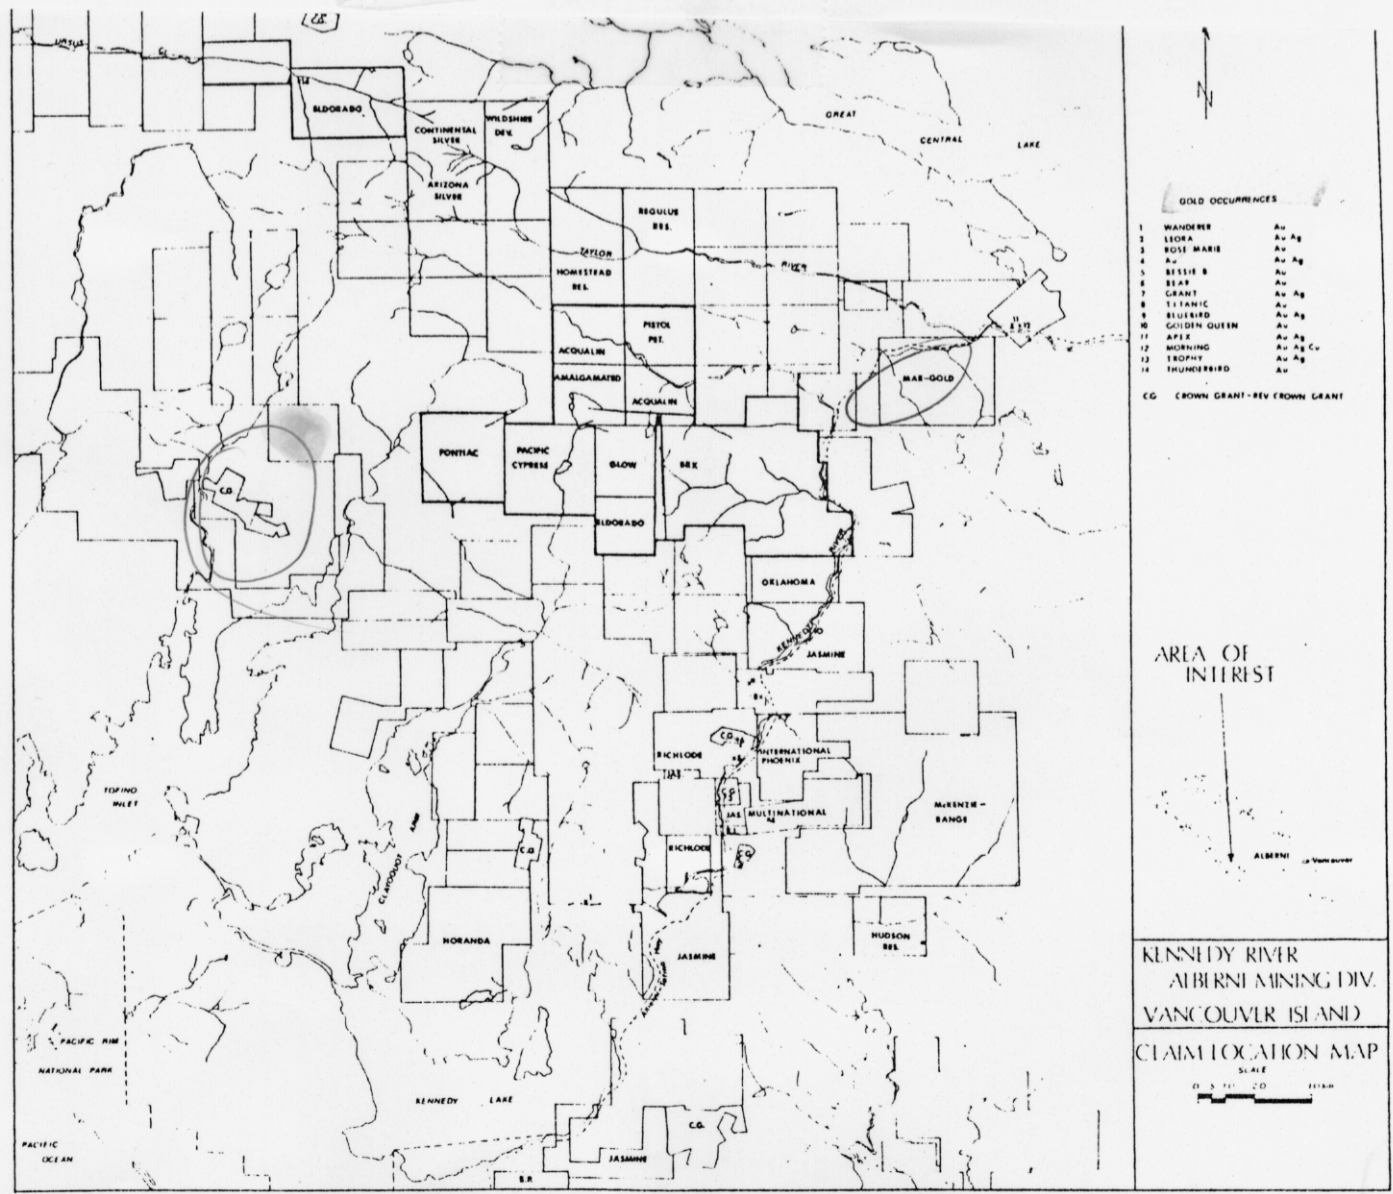 ELDORADO
CONTINENTAL
SILVER
WILDSHIRE
DEV.
GREAT
CENTRAL
LAKE
ARIZONA
SILVER
REGULUS
RES.
TAYLOR
RIVER
HOMESTEAD
RES.
PISTOL
PET.
ACQUALIN
AMALGAMATED
ACQUALIN
MAR-GOLD
PONTIAC
PACIFIC
CYPRESS
GLOW
BRX
C.G.
ELDORADO
OKLAHOMA
KENNEDY
JASMINE
C.G.
RICHLODE
INTERNATIONAL
PHOENIX
JAS
TOFINO
INLET
C.G.
JAS
MULTINATIONAL
McKENZIE-
RANGE
ARM
CLAYOQUOT
C.G.
RICHLODE
C.G.
NORANDA
JASMINE
HUDSON
RES.
PACIFIC RIM
NATIONAL PARK
KENNEDY LAKE
C.G.
PACIFIC
OCEAN
JASMINE
B.P.
N
GOLD OCCURRENCES
1 WANDERER Au
2 LEORA Au Ag
3 ROSE MARIE Au
4 Au Au Ag
5 BESSIE B Au
6 BEAR Au
7 GRANT Au Ag
8 TITANIC Au
9 BLUEBIRD Au Ag
10 GOLDEN QUEEN Au
11 APEX Au Ag
12 MORNING Au Ag Cu
13 TROPHY Au Ag
14 THUNDERBIRD Au
CG CROWN GRANT-REV CROWN GRANT
AREA OF
INTEREST
ALBERNI
Vancouver
KENNEDY RIVER
ALBERNI MINING DIV.
VANCOUVER ISLAND
CLAIM LOCATION MAP
SCALE